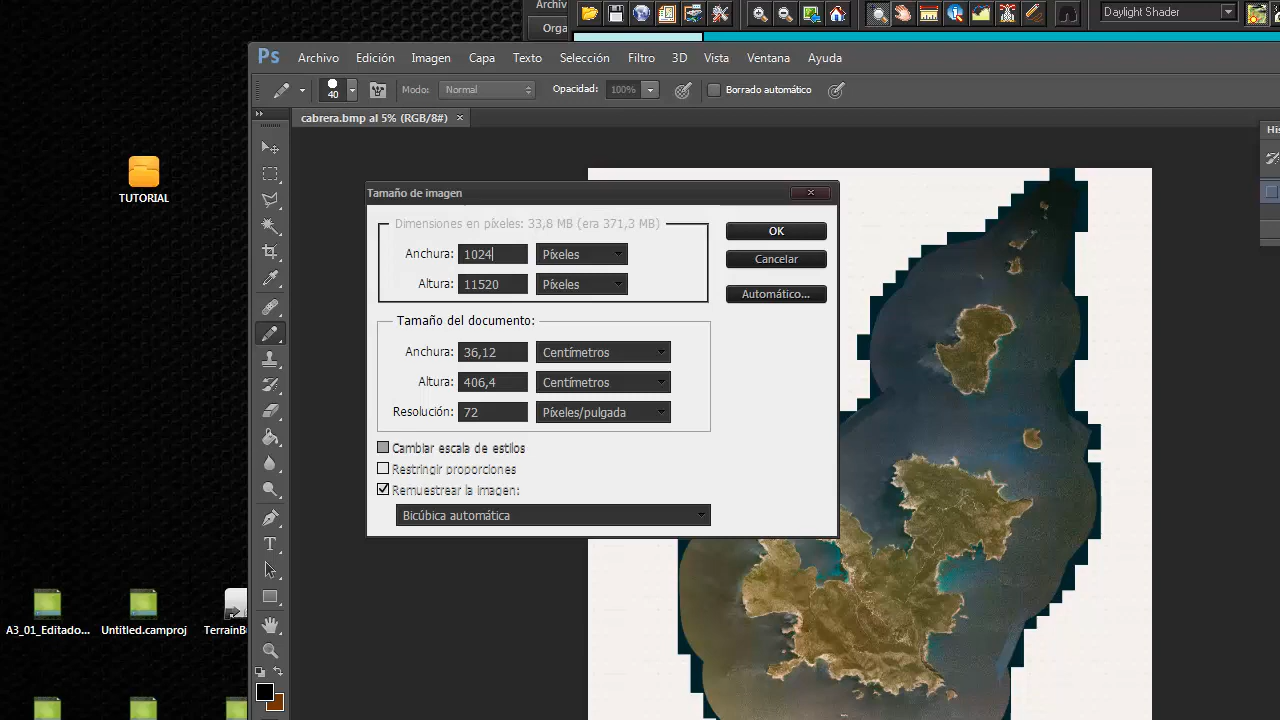 Archiv
Orga
Daylight Shader
Ps Archivo Edición Imagen Capa Texto Selección Filtro 3D Vista Ventana Ayuda
40 Modo: Normal Opacidad: 100% Borrado automático
cabrera.bmp al 5% (RGB/8#) ×
His
TUTORIAL
Tamaño de imagen
Dimensiones en píxeles: 33,8 MB (era 371,3 MB)
Anchura: 1024 Píxeles
Altura: 11520 Píxeles
OK
Cancelar
Automático...
Tamaño del documento:
Anchura: 36,12 Centímetros
Altura: 406,4 Centímetros
Resolución: 72 Píxeles/pulgada
Cambiar escala de estilos
Restringir proporciones
Remuestrear la imagen:
Bicúbica automática
A3_01_Editado... Untitled.camproj TerrainBu